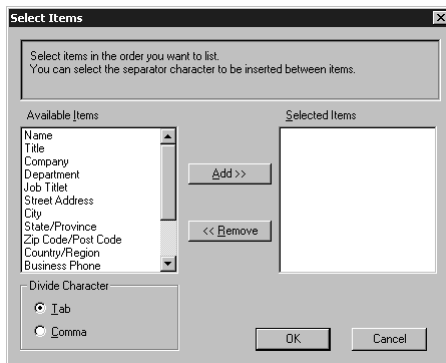 Select Items
Select items in the order you want to list.
You can select the separator character to be inserted between items.
Available Items
Selected Items
Name
Title
Company
Department
Job Titlet
Street Address
City
State/Province
Zip Code/Post Code
Country/Region
Business Phone
Add >>
<< Remove
Divide Character
Tab
Comma
OK
Cancel